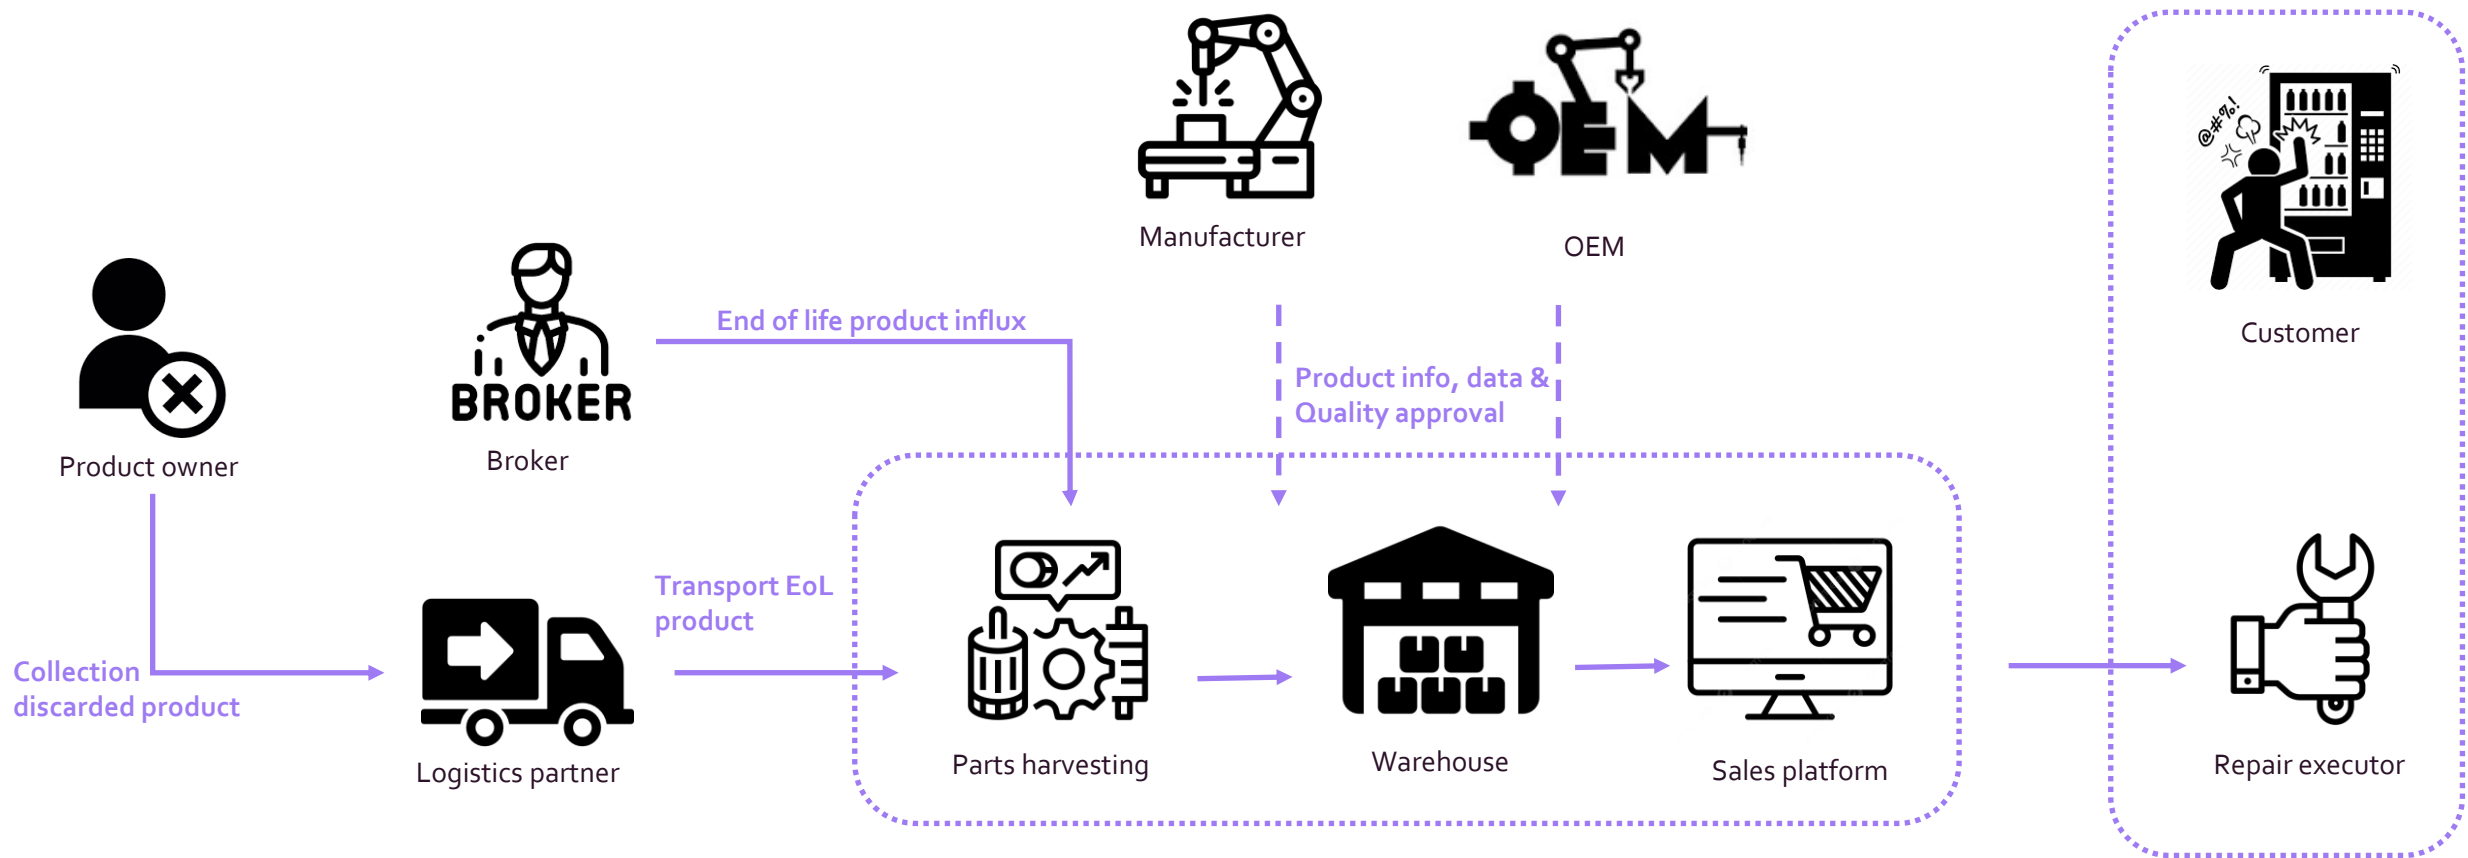 Manufacturer
OEM
OEM
@#%!
Customer
BROKER
Product owner
Broker
End of life product influx
Product info, data &
Quality approval
Collection
discarded product
Logistics partner
Transport EoL
product
Parts harvesting
Warehouse
Sales platform
Repair executor